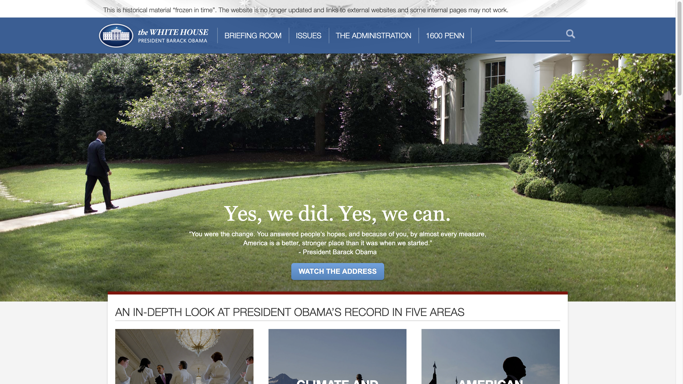 This is historical material "frozen in time". The website is no longer updated and links to external websites and some internal pages may not work.
the WHITE HOUSE
PRESIDENT BARACK OBAMA
BRIEFING ROOM
ISSUES
THE ADMINISTRATION
1600 PENN
Yes, we did. Yes, we can.
"You were the change. You answered people's hopes, and because of you, by almost every measure,
America is a better, stronger place than it was when we started."
- President Barack Obama
WATCH THE ADDRESS
AN IN-DEPTH LOOK AT PRESIDENT OBAMA'S RECORD IN FIVE AREAS
CLIMATE AND
AMERICAN